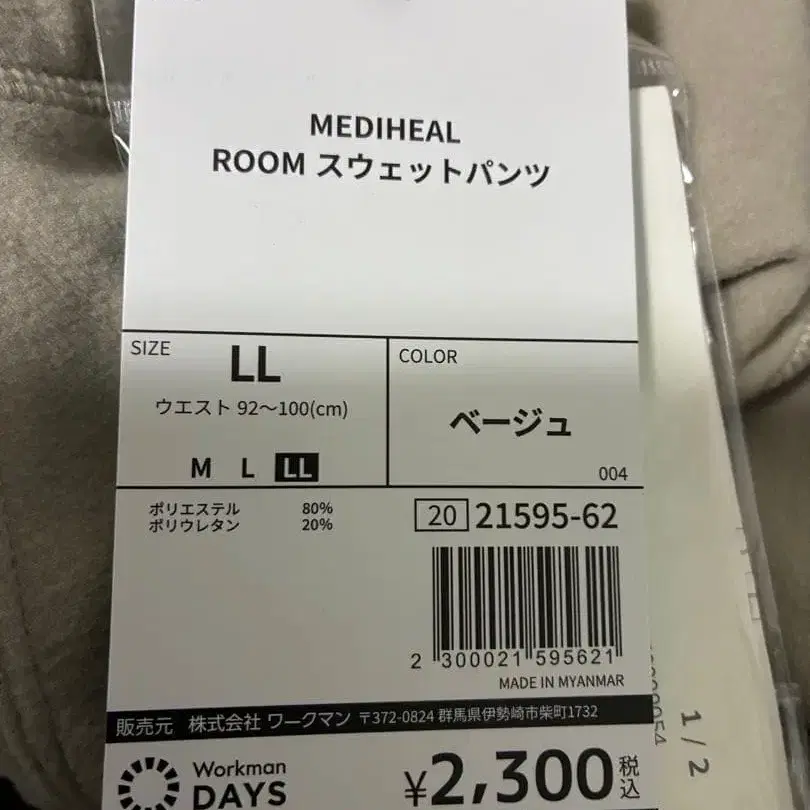 MEDIHEAL
ROOM スウェットパンツ
SIZE
LL
ウエスト 92～100(cm)
M L LL
COLOR
ベージュ
004
ポリエステル 80%
ポリウレタン 20%
20 21595-62
2 300021 595621
MADE IN MYANMAR
販売元 株式会社 ワークマン 〒372-0824 群馬県伊勢崎市柴町1732
Workman
DAYS
¥2,300 税込
1 / 2